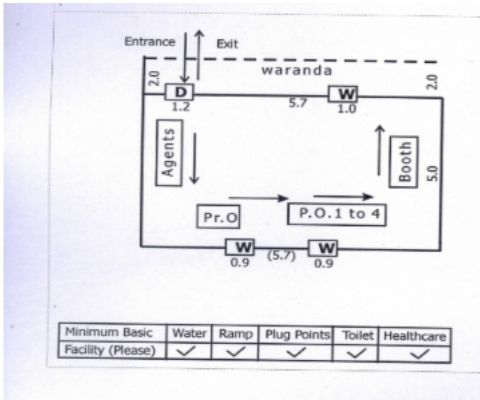 Entrance Exit
waranda
2.0 2.0
D W
1.2 5.7 1.0
Agents
Booth
5.0
Pr.O P.O.1 to 4
W W
0.9 (5.7) 0.9
Minimum Basic Water Ramp Plug Points Toilet Healthcare
Facility (Please) ✓ ✓ ✓ ✓ ✓